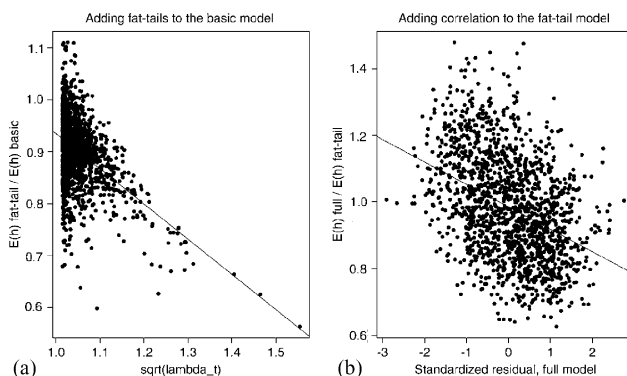 Adding fat-tails to the basic model
E(h) fat-tail / E(h) basic
1.1
1.0
0.9
0.8
0.7
0.6
1.0
1.1
1.2
1.3
1.4
1.5
sqrt(lambda_t)
(a)
Adding correlation to the fat-tail model
E(h) full / E(h) fat-tail
1.4
1.2
1.0
0.8
0.6
-3
-2
-1
0
1
2
Standardized residual, full model
(b)